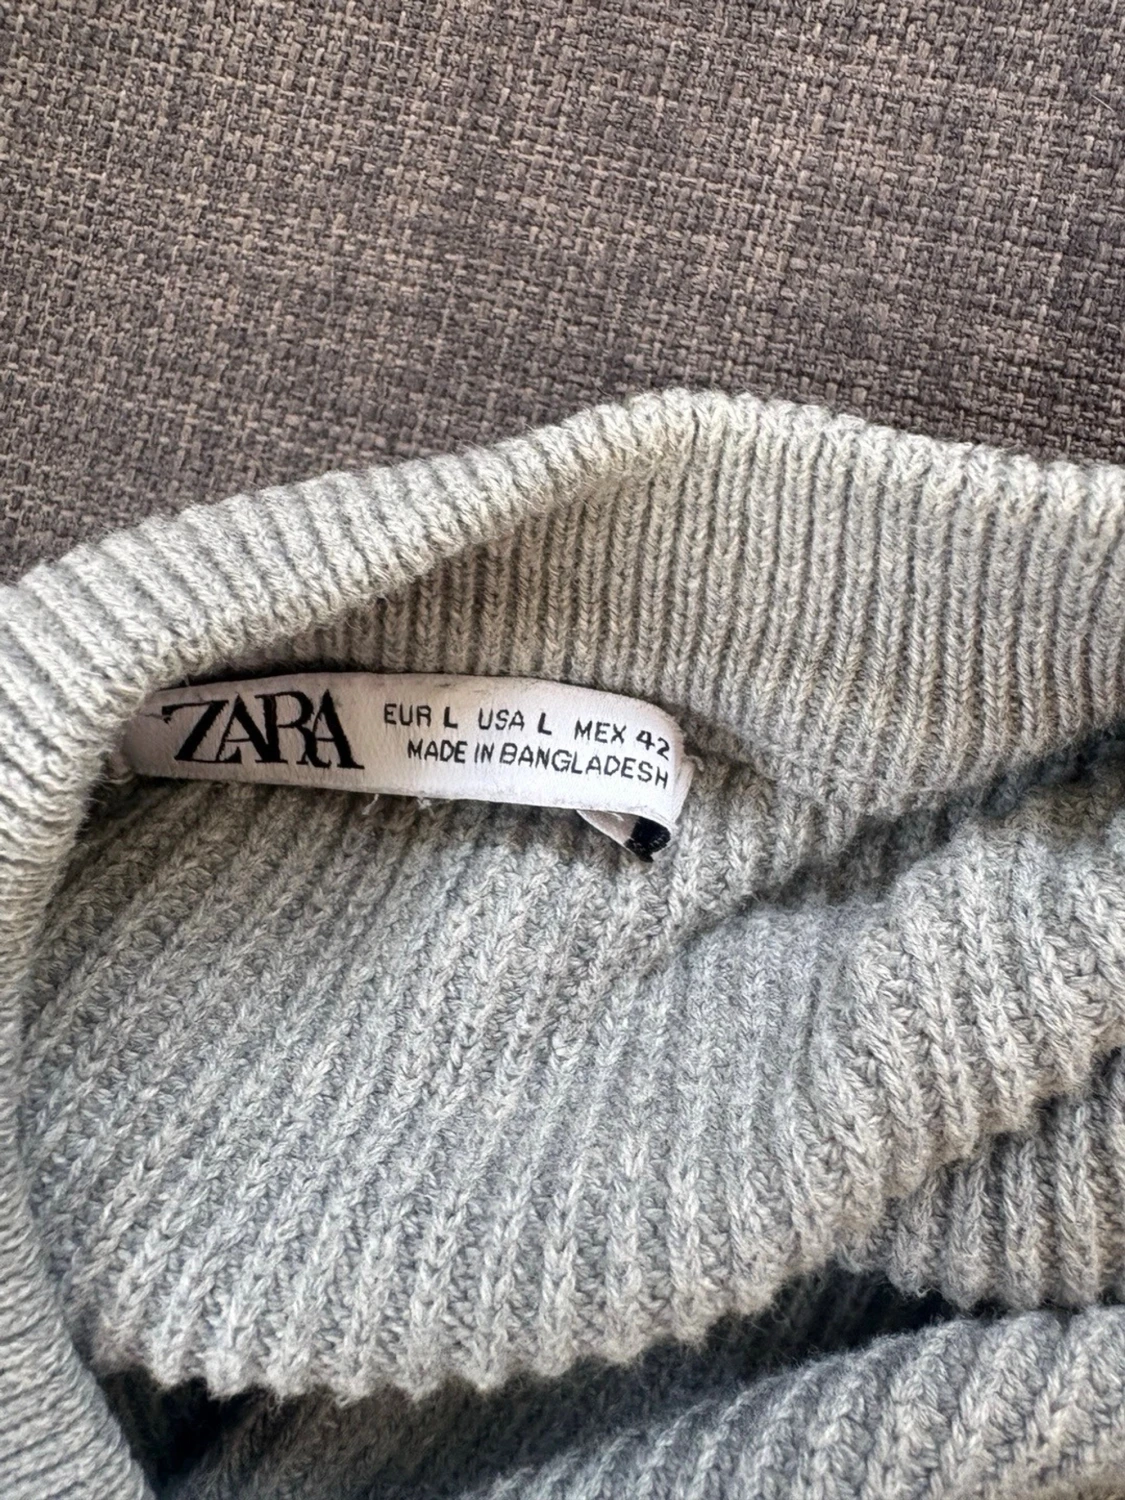 ZARA
EUR L USA L MEX 42
MADE IN BANGLADESH